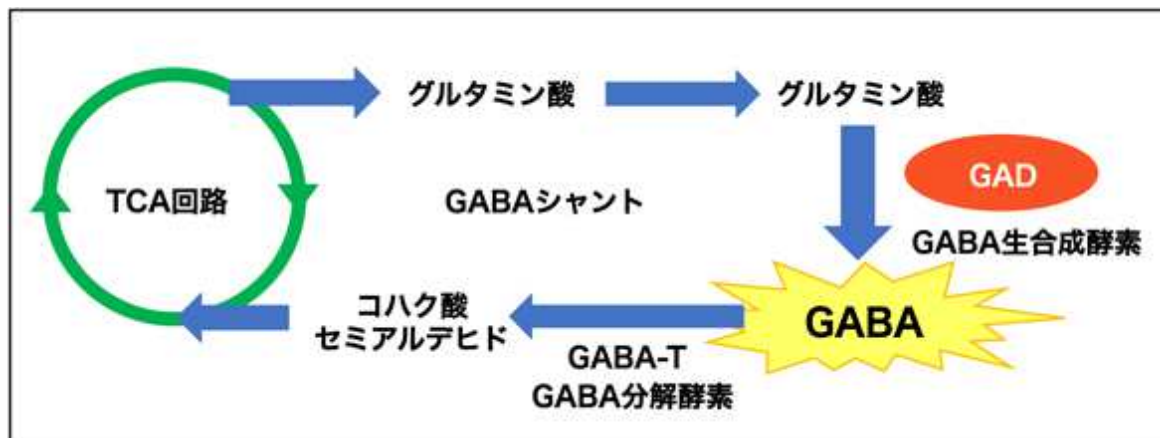 グルタミン酸
グルタミン酸
GAD
TCA回路
GABAシャント
GABA生合成酵素
コハク酸
セミアルデヒド
GABA
GABA-T
GABA分解酵素